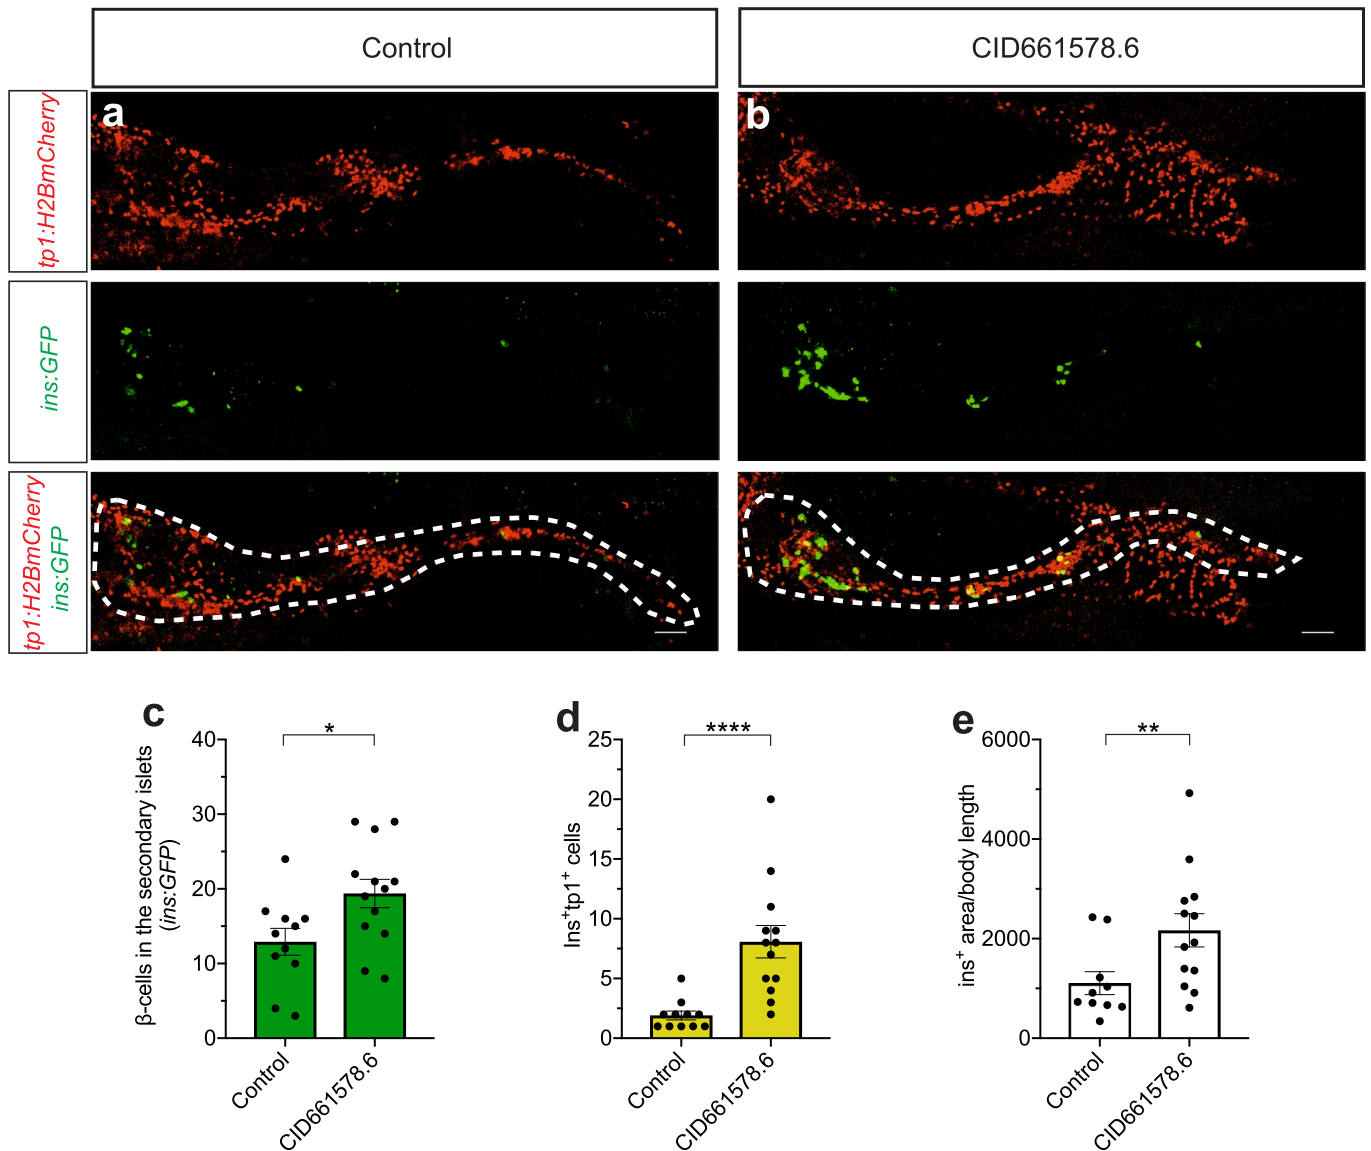 Control
CID661578.6
tp1:H2BmCherry
a
b
ins:GFP
tp1:H2BmCherry
ins:GFP
c
d
e
*
****
**
β-cells in the secondary islets
(ins:GFP)
40
30
20
10
0
Control
CID661578.6
Ins⁺tp1⁺ cells
25
20
15
10
5
0
Control
CID661578.6
ins⁺ area/body length
6000
4000
2000
0
Control
CID661578.6